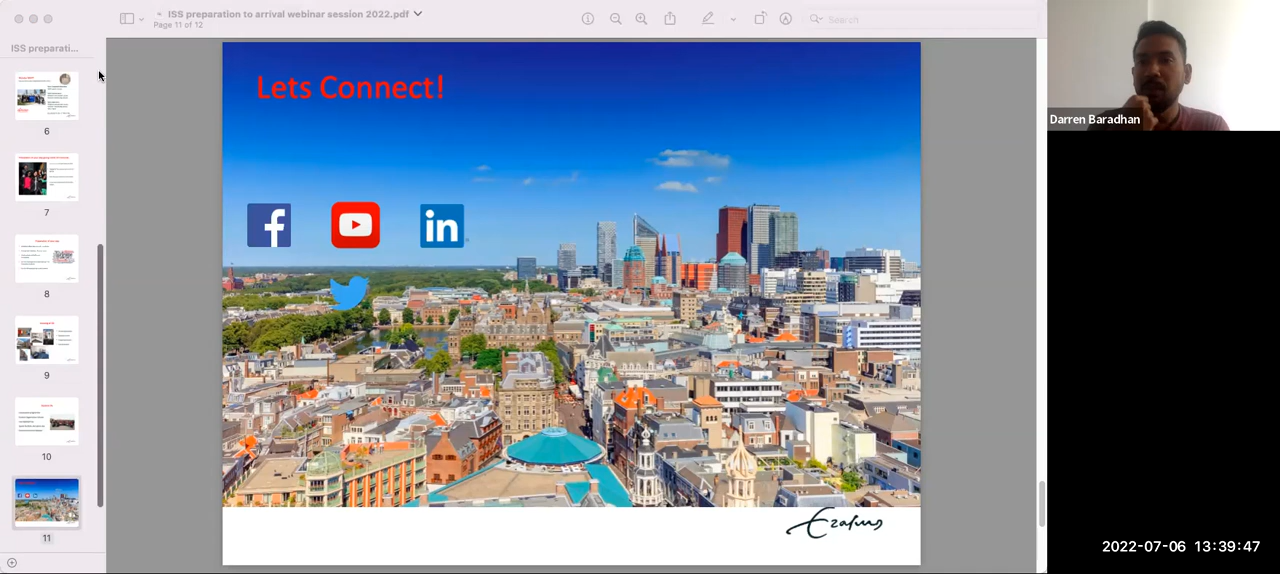 ISS preparation to arrival webinar session 2022.pdf
Page 11 of 12
Search
ISS preparati...
6
7
8
9
10
11
Lets Connect!
f
in
Erasmus
Darren Baradhan
2022-07-06 13:39:47